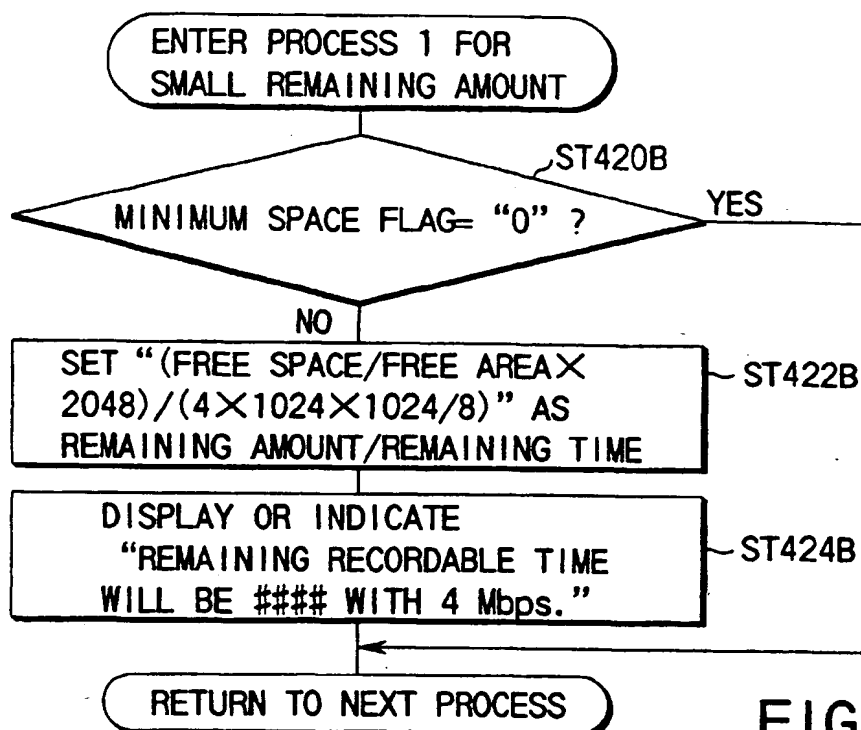 ENTER PROCESS 1 FOR
SMALL REMAINING AMOUNT
ST420B
MINIMUM SPACE FLAG= “0” ?
YES
NO
SET “(FREE SPACE/FREE AREA×
2048)/(4×1024×1024/8)” AS
REMAINING AMOUNT/REMAINING TIME
ST422B
DISPLAY OR INDICATE
“REMAINING RECORDABLE TIME
WILL BE #### WITH 4 Mbps.”
ST424B
RETURN TO NEXT PROCESS
FIG